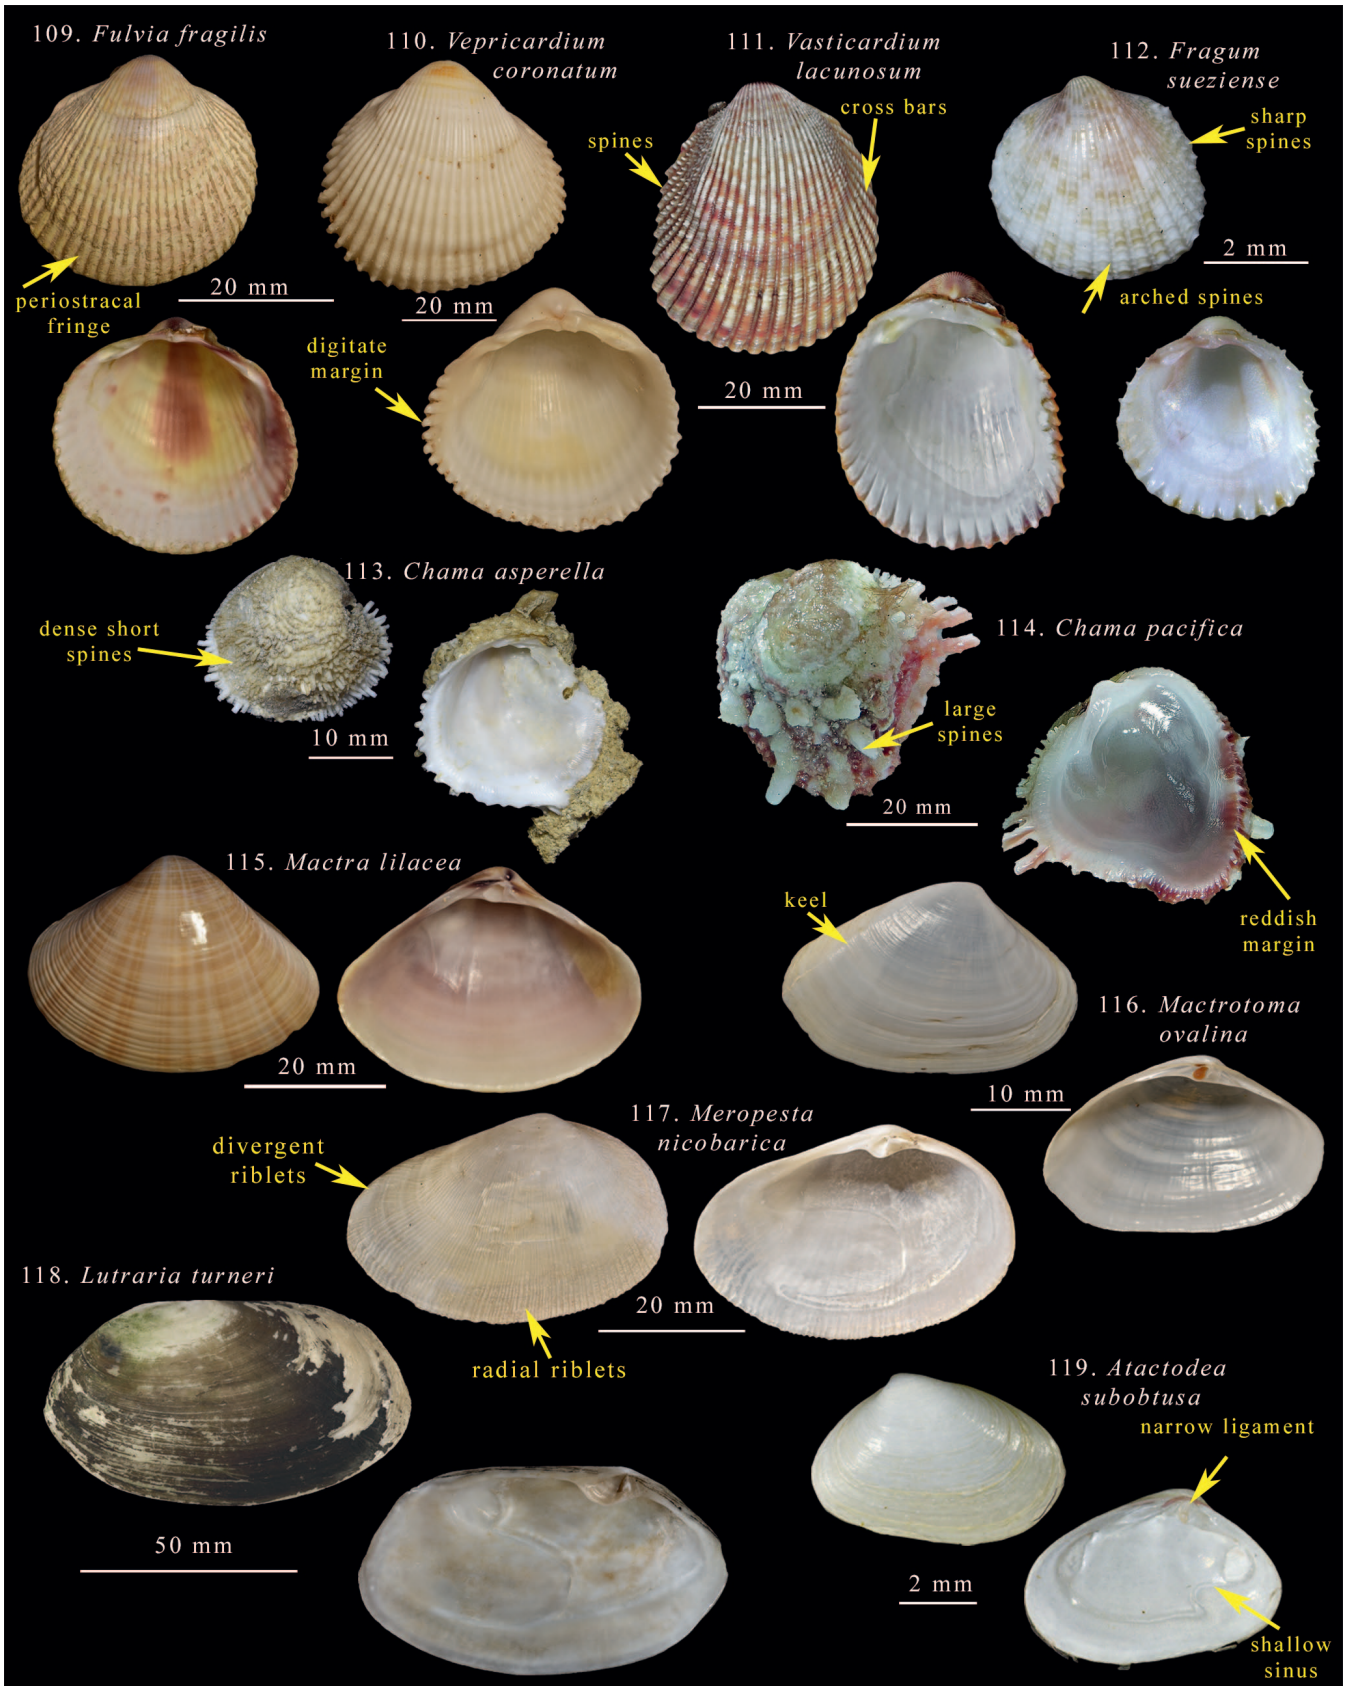 109. Fulvia fragilis
110. Vepricardium
coronatum
111. Vasticardium
lacunosum
112. Fragum
sueziense
cross bars
spines
sharp
spines
2 mm
20 mm
periostracal
fringe
20 mm
arched spines
digitate
margin
20 mm
113. Chama asperella
dense short
spines
10 mm
114. Chama pacifica
large
spines
20 mm
reddish
margin
115. Mactra lilacea
20 mm
keel
116. Mactrotoma
ovalina
10 mm
117. Meropesta
nicobarica
divergent
riblets
20 mm
radial riblets
118. Lutraria turneri
50 mm
119. Atactodea
subobtusa
narrow ligament
2 mm
shallow
sinus